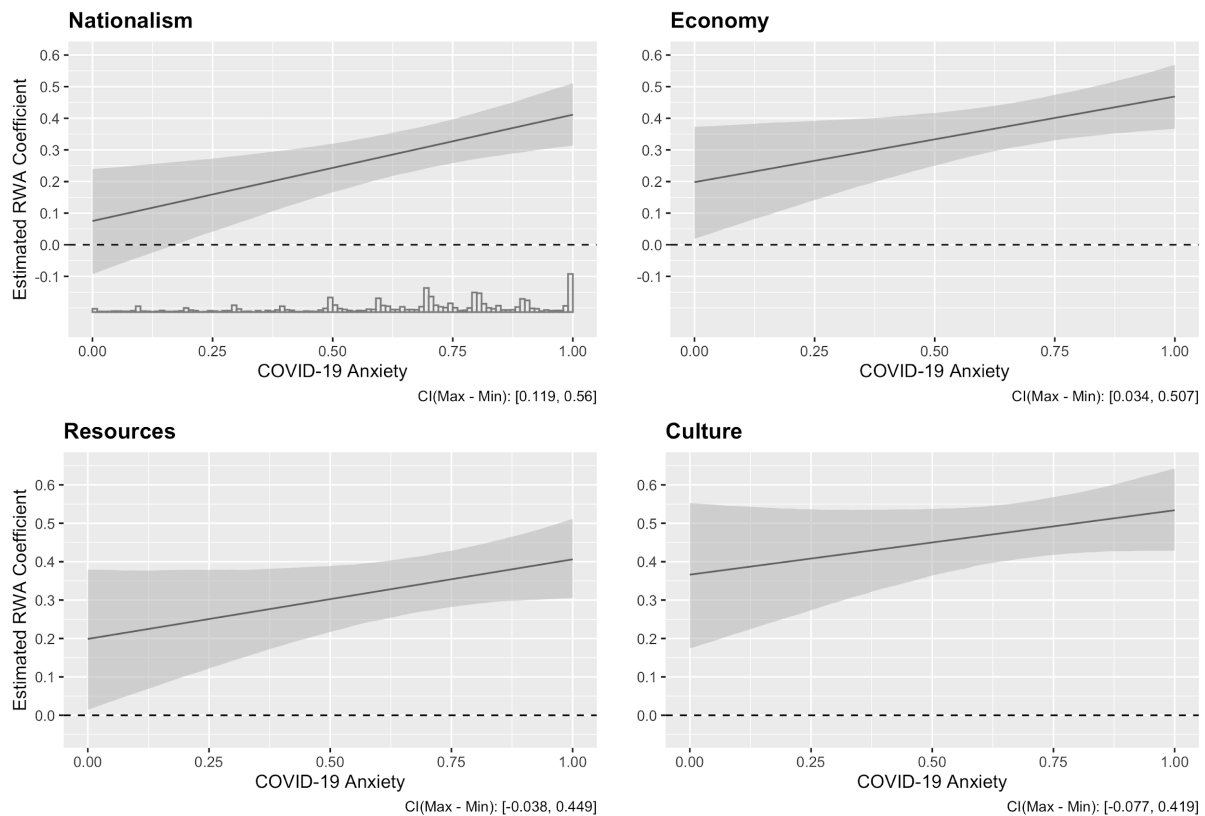 Nationalism
Estimated RWA Coefficient
0.6
0.5
0.4
0.3
0.2
0.1
0.0
-0.1
0.00 0.25 0.50 0.75 1.00
COVID-19 Anxiety
CI(Max - Min): [0.119, 0.56]
Economy
0.6
0.5
0.4
0.3
0.2
0.1
0.0
-0.1
0.00 0.25 0.50 0.75 1.00
COVID-19 Anxiety
CI(Max - Min): [0.034, 0.507]
Resources
Estimated RWA Coefficient
0.6
0.5
0.4
0.3
0.2
0.1
0.0
0.00 0.25 0.50 0.75 1.00
COVID-19 Anxiety
CI(Max - Min): [-0.038, 0.449]
Culture
0.6
0.5
0.4
0.3
0.2
0.1
0.0
0.00 0.25 0.50 0.75 1.00
COVID-19 Anxiety
CI(Max - Min): [-0.077, 0.419]